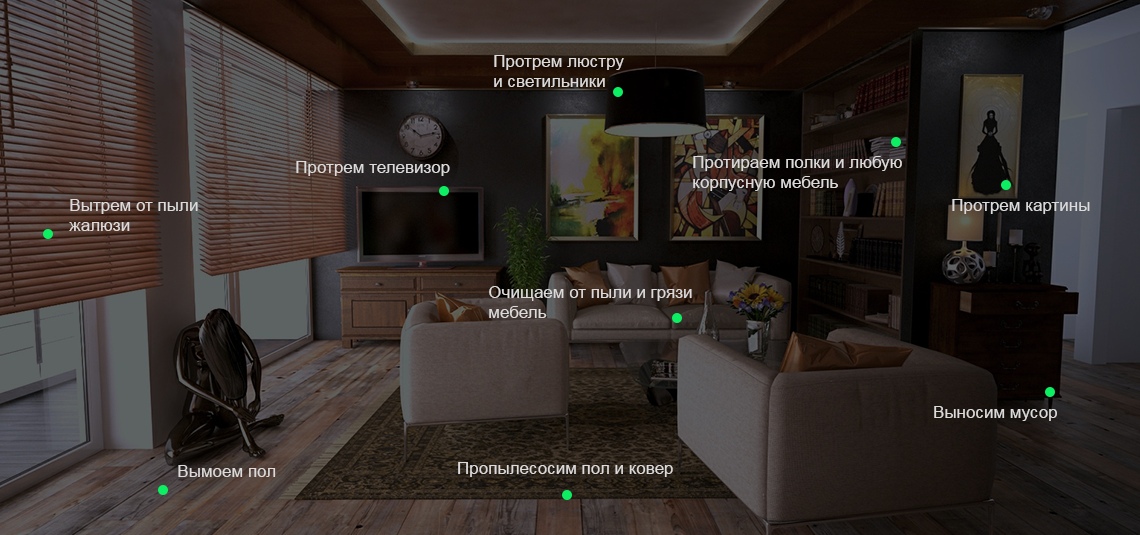 Протрем люстру
и светильники
Протрем телевизор
Протираем полки и любую
корпусную мебель
Вытрем от пыли
жалюзи
Протрем картины
Очищаем от пыли и грязи
мебель
Выносим мусор
Вымоем пол
Пропылесосим пол и ковер